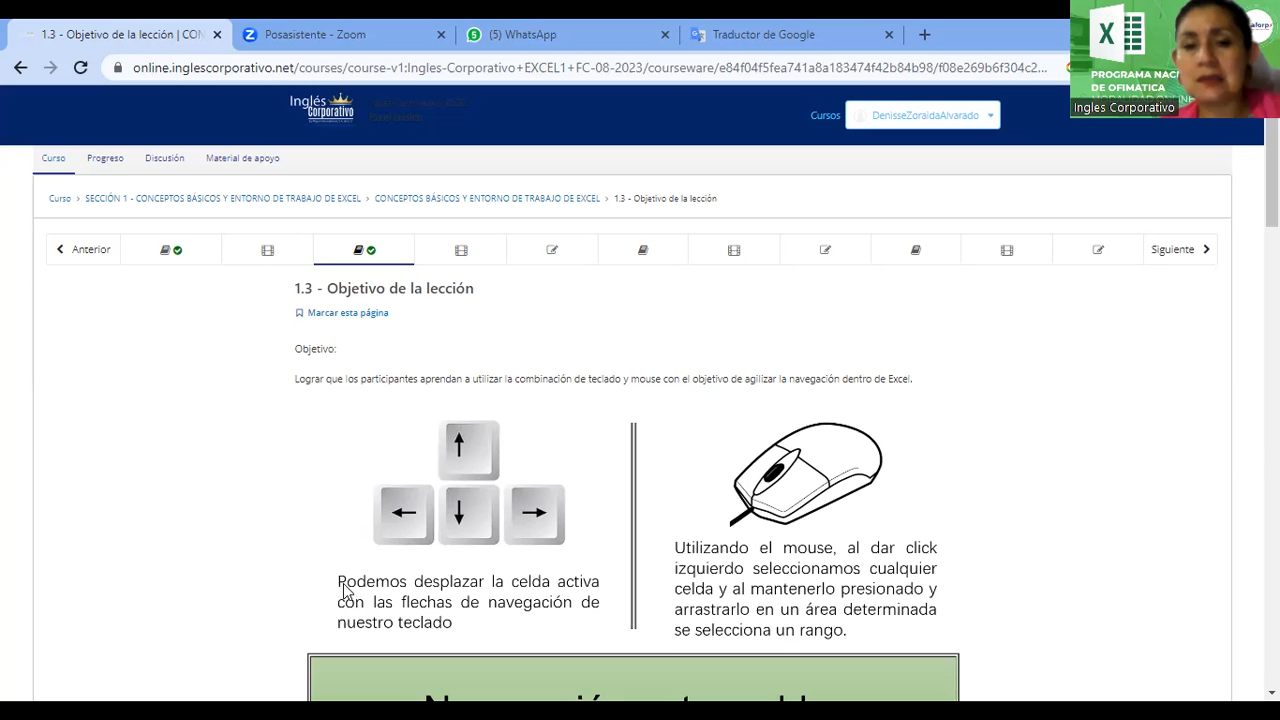 1.3 - Objetivo de la lección | CON
Posasistente - Zoom
(5) WhatsApp
Traductor de Google
online.inglescorporativo.net/courses/course-v1:Ingles-Corporativo+EXCEL1+FC-08-2023/courseware/e84f04f5fea741a9a183474f42b84b98/f08e269b6f304c2...
PROGRAMA NACI
DE OFIMÁTICA
Ingles Corporativo
Inglés
Corporativo
Cursos
DenisseZoraidaAlvarado
Curso
Progreso
Discusión
Material de apoyo
Curso > SECCIÓN 1 - CONCEPTOS BÁSICOS Y ENTORNO DE TRABAJO DE EXCEL > CONCEPTOS BÁSICOS Y ENTORNO DE TRABAJO DE EXCEL > 1.3 - Objetivo de la lección
Anterior
Siguiente
1.3 - Objetivo de la lección
Marcar esta página
Objetivo:
Lograr que los participantes aprendan a utilizar la combinación de teclado y mouse con el objetivo de agilizar la navegación dentro de Excel.
Podemos desplazar la celda activa
con las flechas de navegación de
nuestro teclado
Utilizando el mouse, al dar click
izquierdo seleccionamos cualquier
celda y al mantenerlo presionado y
arrastrarlo en un área determinada
se selecciona un rango.